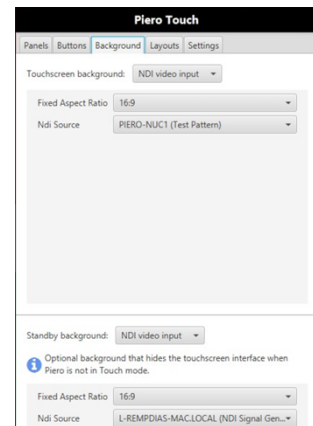 Piero Touch
Panels Buttons Background Layouts Settings
Touchscreen background: NDI video input
Fixed Aspect Ratio 16:9
Ndi Source PIERO-NUC1 (Test Pattern)
Standby background: NDI video input
Optional background that hides the touchscreen interface when
Piero is not in Touch mode.
Fixed Aspect Ratio 16:9
Ndi Source L-REMPDIAS-MAC.LOCAL (NDI Signal Gen...